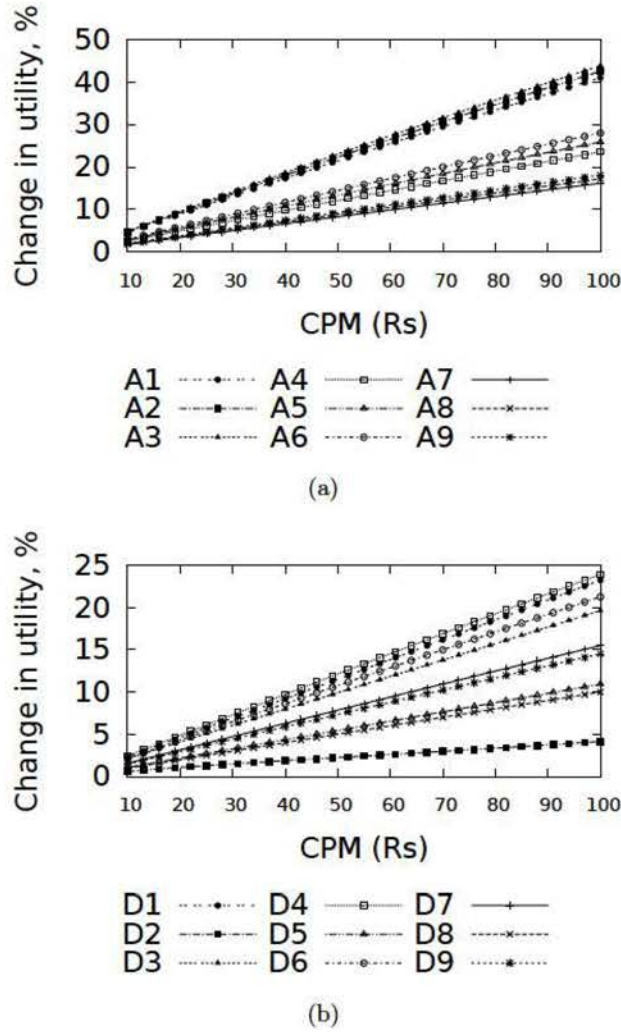 Change in utility, %
50
40
30
20
10
0
10 20 30 40 50 60 70 80 90 100
CPM (Rs)
A1 A4 A7
A2 A5 A8
A3 A6 A9
(a)
Change in utility, %
25
20
15
10
5
0
10 20 30 40 50 60 70 80 90 100
CPM (Rs)
D1 D4 D7
D2 D5 D8
D3 D6 D9
(b)